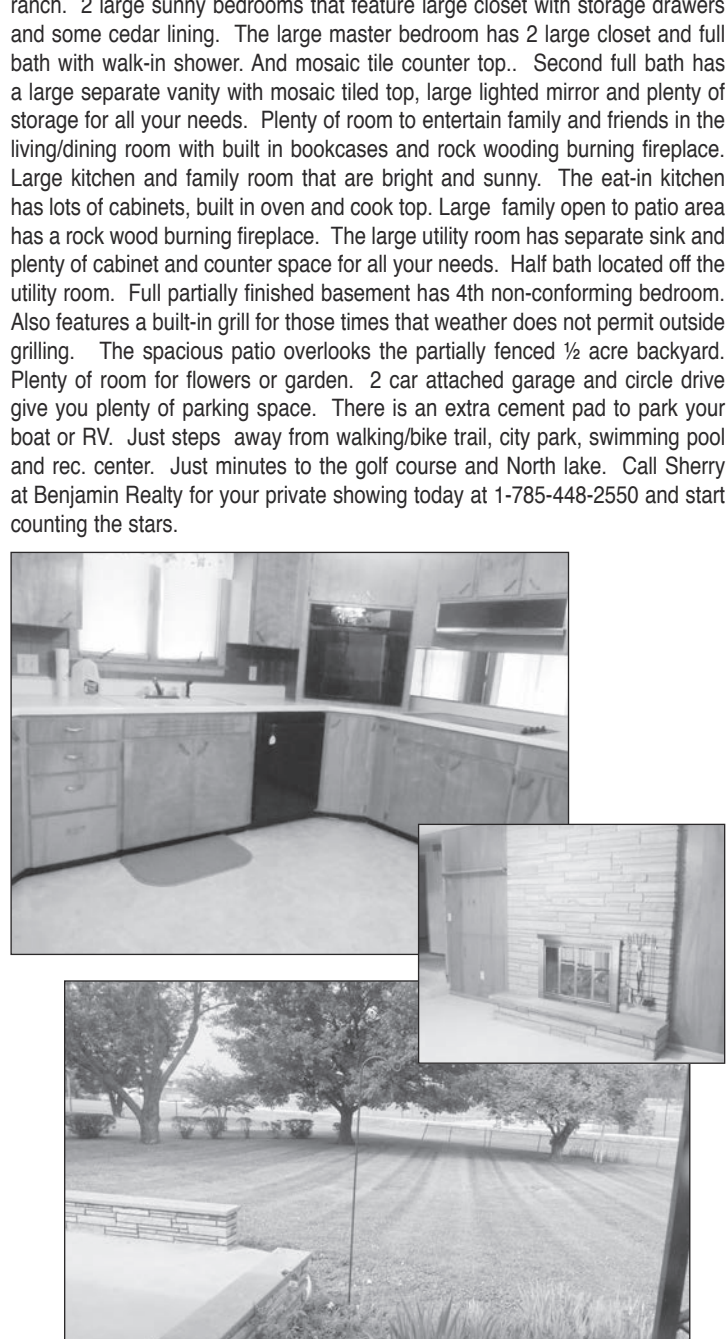 ranch. 2 large sunny bedrooms that feature large closet with storage drawers
and some cedar lining. The large master bedroom has 2 large closet and full
bath with walk-in shower. And mosaic tile counter top.. Second full bath has
a large separate vanity with mosaic tiled top, large lighted mirror and plenty of
storage for all your needs. Plenty of room to entertain family and friends in the
living/dining room with built in bookcases and rock wooding burning fireplace.
Large kitchen and family room that are bright and sunny. The eat-in kitchen
has lots of cabinets, built in oven and cook top. Large family open to patio area
has a rock wood burning fireplace. The large utility room has separate sink and
plenty of cabinet and counter space for all your needs. Half bath located off the
utility room. Full partially finished basement has 4th non-conforming bedroom.
Also features a built-in grill for those times that weather does not permit outside
grilling. The spacious patio overlooks the partially fenced ½ acre backyard.
Plenty of room for flowers or garden. 2 car attached garage and circle drive
give you plenty of parking space. There is an extra cement pad to park your
boat or RV. Just steps away from walking/bike trail, city park, swimming pool
and rec. center. Just minutes to the golf course and North lake. Call Sherry
at Benjamin Realty for your private showing today at 1-785-448-2550 and start
counting the stars.